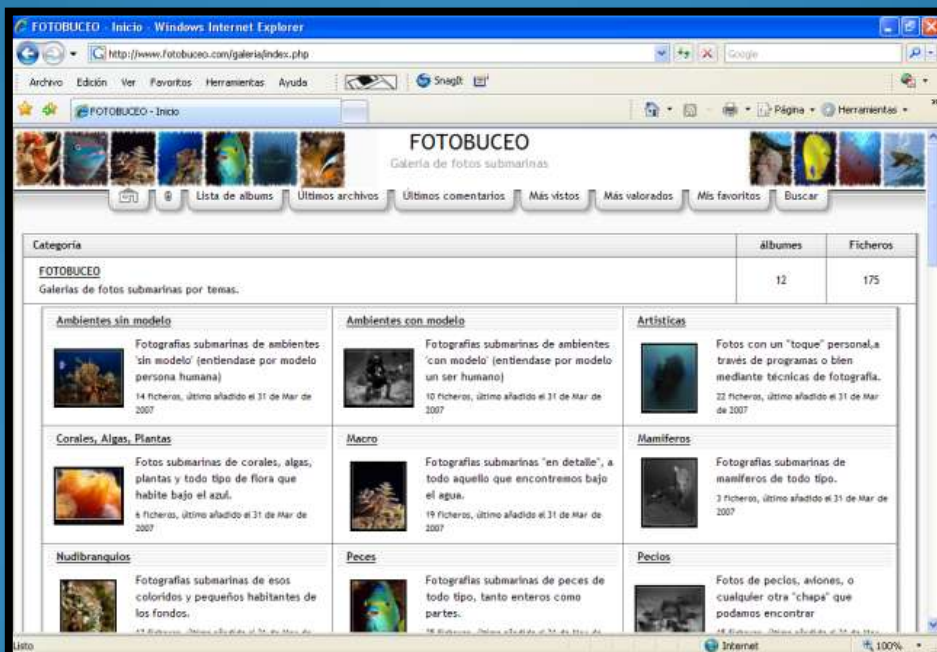 FOTOBUCEO - Inicio - Windows Internet Explorer
http://www.fotobuceo.com/galeria/index.php
Google
Archivo Edición Ver Favoritos Herramientas Ayuda
SnagIt
FOTOBUCEO - Inicio
Página
Herramientas
FOTOBUCEO
Galería de fotos submarinas
Lista de albums
Últimos archivos
Últimos comentarios
Más vistos
Más valorados
Mis favoritos
Buscar
Categoría álbumes Ficheros
FOTOBUCEO
Galerías de fotos submarinas por temas.
12 175
Ambientes sin modelo
Fotografías submarinas de ambientes
'sin modelo' (entiendase por modelo
persona humana)
14 ficheros, último añadido el 31 de Mar de
2007
Ambientes con modelo
Fotografías submarinas de ambientes
'con modelo' (entiendase por modelo
un ser humano)
10 ficheros, último añadido el 31 de Mar de
2007
Artísticas
Fotos con un "toque" personal,a
través de programas o bien
mediante técnicas de fotografía.
22 ficheros, último añadido el 31 de Mar
de 2007
Corales, Algas, Plantas
Fotos submarinas de corales, algas,
plantas y todo tipo de flora que
habite bajo el azul.
6 ficheros, último añadido el 31 de Mar de
2007
Macro
Fotografías submarinas "en detalle", a
todo aquello que encontremos bajo
el agua.
19 ficheros, último añadido el 31 de Mar de
2007
Mamíferos
Fotografías submarinas de
mamíferos de todo tipo.
3 ficheros, último añadido el 31 de Mar de
2007
Nudibranquios
Fotografías submarinas de esos
coloridos y pequeños habitantes de
los fondos.
Peces
Fotografías submarinas de peces de
todo tipo, tanto enteros como
partes.
Pecios
Fotos de pecios, aviones, o
cualquier otra "chapa" que
podamos encontrar
Listo
Internet
100%